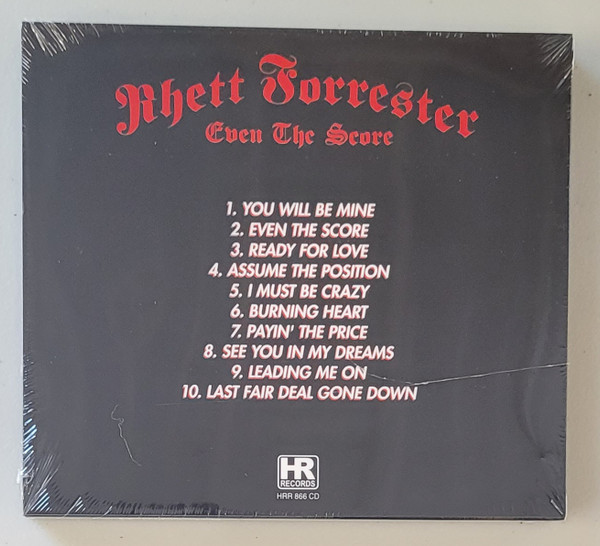 Rhett Forrester
Even The Score
1. YOU WILL BE MINE
2. EVEN THE SCORE
3. READY FOR LOVE
4. ASSUME THE POSITION
5. I MUST BE CRAZY
6. BURNING HEART
7. PAYIN' THE PRICE
8. SEE YOU IN MY DREAMS
9. LEADING ME ON
10. LAST FAIR DEAL GONE DOWN
HR
RECORDS
HRR 866 CD